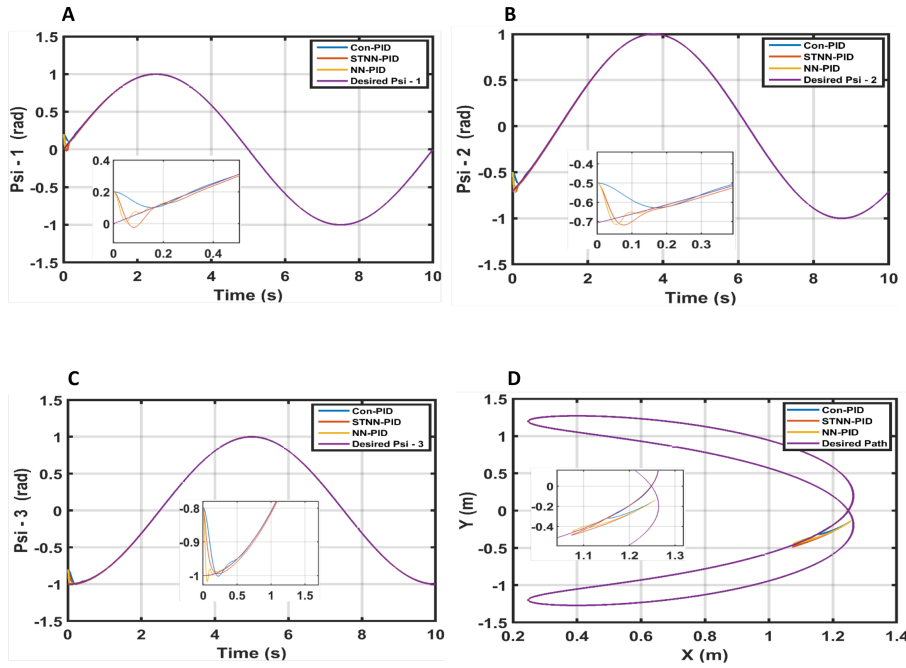 A
Con-PID
STNN-PID
NN-PID
Desired Psi - 1
Psi - 1 (rad)
1.5
1
0.5
0
-0.5
-1
-1.5
0.4
0.2
0
0
0.2
0.4
0
2
4
6
8
10
Time (s)
B
Con-PID
STNN-PID
NN-PID
Desired Psi - 2
Psi - 2 (rad)
1
0.5
0
-0.5
-1
-1.5
-0.4
-0.5
-0.6
-0.7
0
0.1
0.2
0.3
0
2
4
6
8
10
Time (s)
C
Con-PID
STNN-PID
NN-PID
Desired Psi - 3
Psi - 3 (rad)
1.5
1
0.5
0
-0.5
-1
-1.5
-0.8
-0.9
-1
0
0.5
1
1.5
0
2
4
6
8
10
Time (s)
D
Con-PID
STNN-PID
NN-PID
Desired Path
Y (m)
1.5
1
0.5
0
-0.5
-1
-1.5
0
-0.2
-0.4
1.1
1.2
1.3
0.2
0.4
0.6
0.8
1
1.2
1.4
X (m)